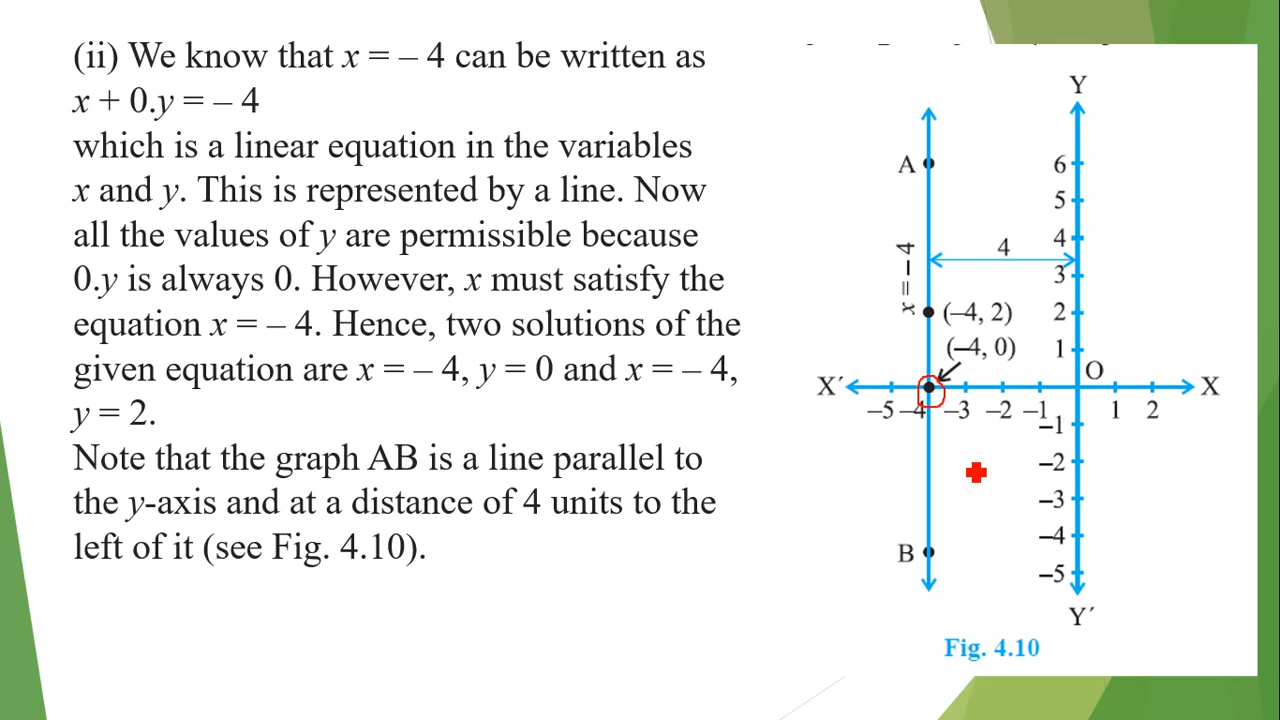 (ii) We know that x = – 4 can be written as
x + 0.y = – 4
which is a linear equation in the variables
x and y. This is represented by a line. Now
all the values of y are permissible because
0.y is always 0. However, x must satisfy the
equation x = – 4. Hence, two solutions of the
given equation are x = – 4, y = 0 and x = – 4,
y = 2.
Note that the graph AB is a line parallel to
the y-axis and at a distance of 4 units to the
left of it (see Fig. 4.10).
Y
A
6
5
4
4
3
x = – 4
(–4, 2)
2
(–4, 0)
1
O
X′
X
–5 –4 –3 –2 –1 1 2
–1
–2
–3
–4
B
–5
Y′
Fig. 4.10